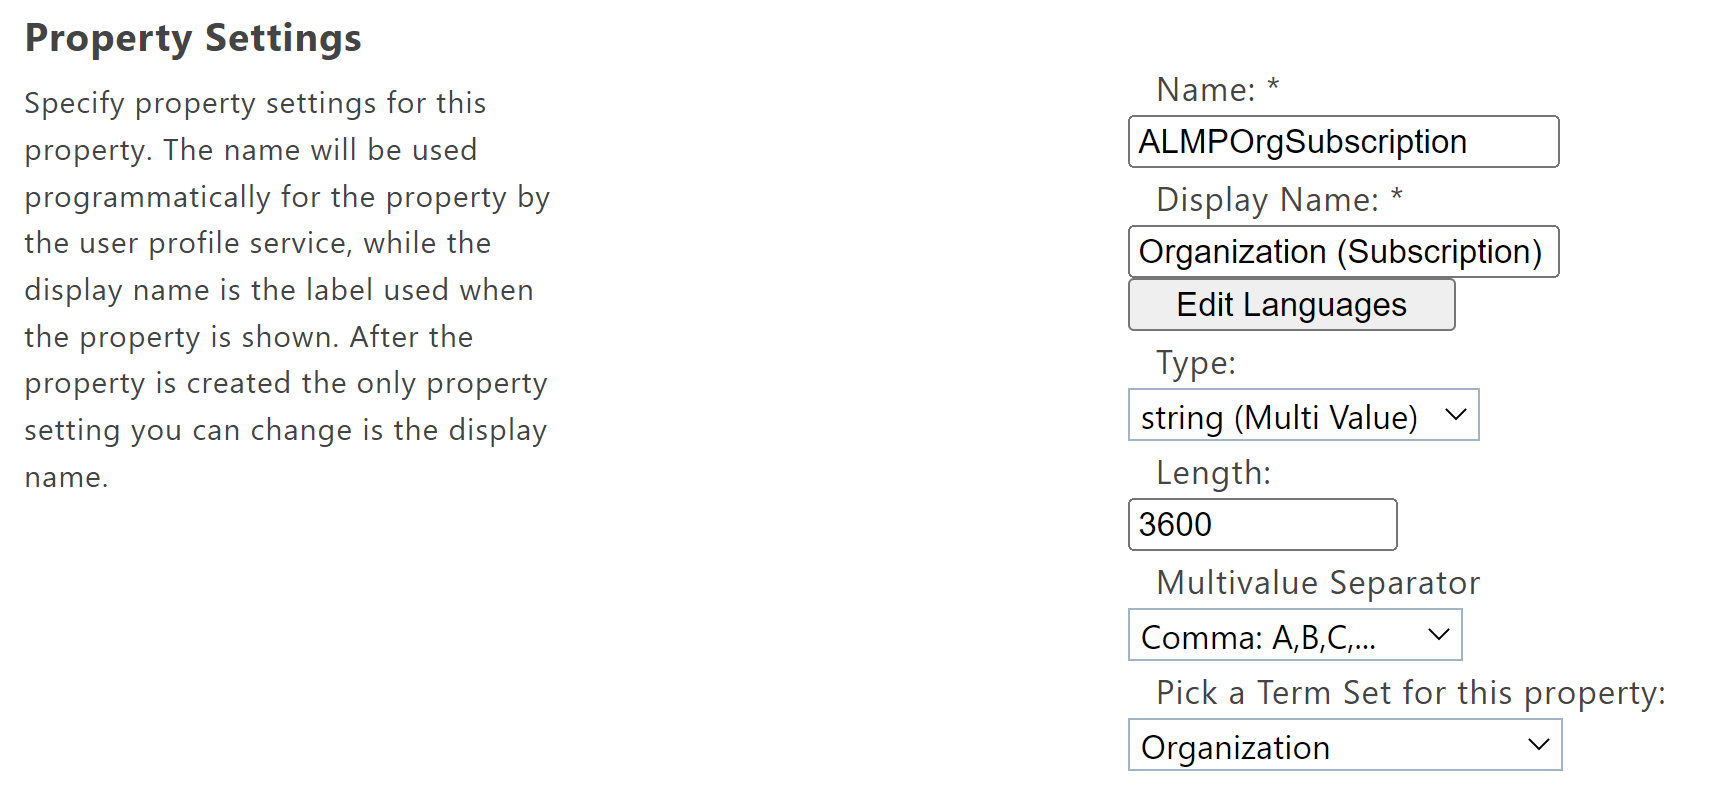 Property Settings
Specify property settings for this
property. The name will be used
programmatically for the property by
the user profile service, while the
display name is the label used when
the property is shown. After the
property is created the only property
setting you can change is the display
name.
Name: *
ALMPOrgSubscription
Display Name: *
Organization (Subscription)
Edit Languages
Type:
string (Multi Value)
Length:
3600
Multivalue Separator
Comma: A,B,C,...
Pick a Term Set for this property:
Organization